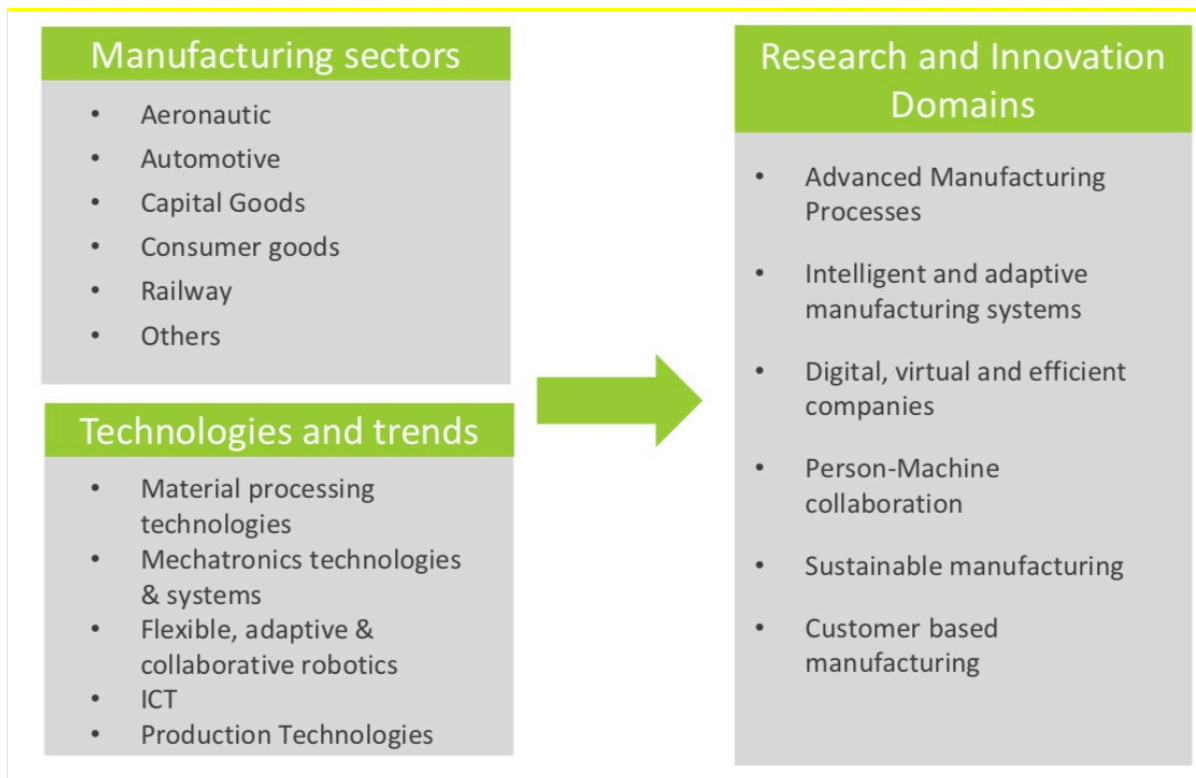 Manufacturing sectors
• Aeronautic
• Automotive
• Capital Goods
• Consumer goods
• Railway
• Others
Technologies and trends
• Material processing
technologies
• Mechatronics technologies
& systems
• Flexible, adaptive &
collaborative robotics
• ICT
• Production Technologies
Research and Innovation
Domains
• Advanced Manufacturing
Processes
• Intelligent and adaptive
manufacturing systems
• Digital, virtual and efficient
companies
• Person-Machine
collaboration
• Sustainable manufacturing
• Customer based
manufacturing